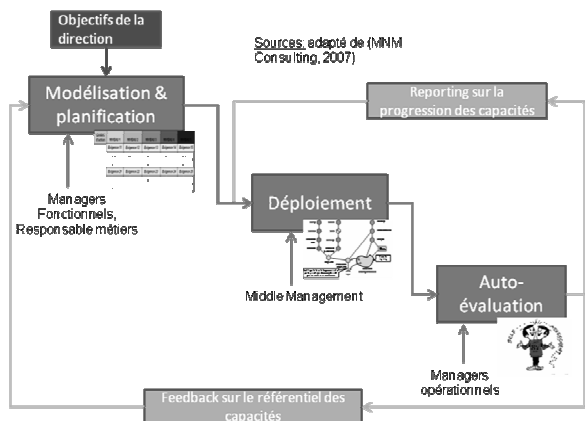 Objectifs de la
direction
Sources: adapté de (MNM
Consulting, 2007)
Modélisation &
planification
Reporting sur la
progression des capacités
Managers
Fonctionnels,
Responsable métiers
Déploiement
Middle Management
Auto-
évaluation
Managers
opérationnels
Feedback sur le référentiel des
capacités